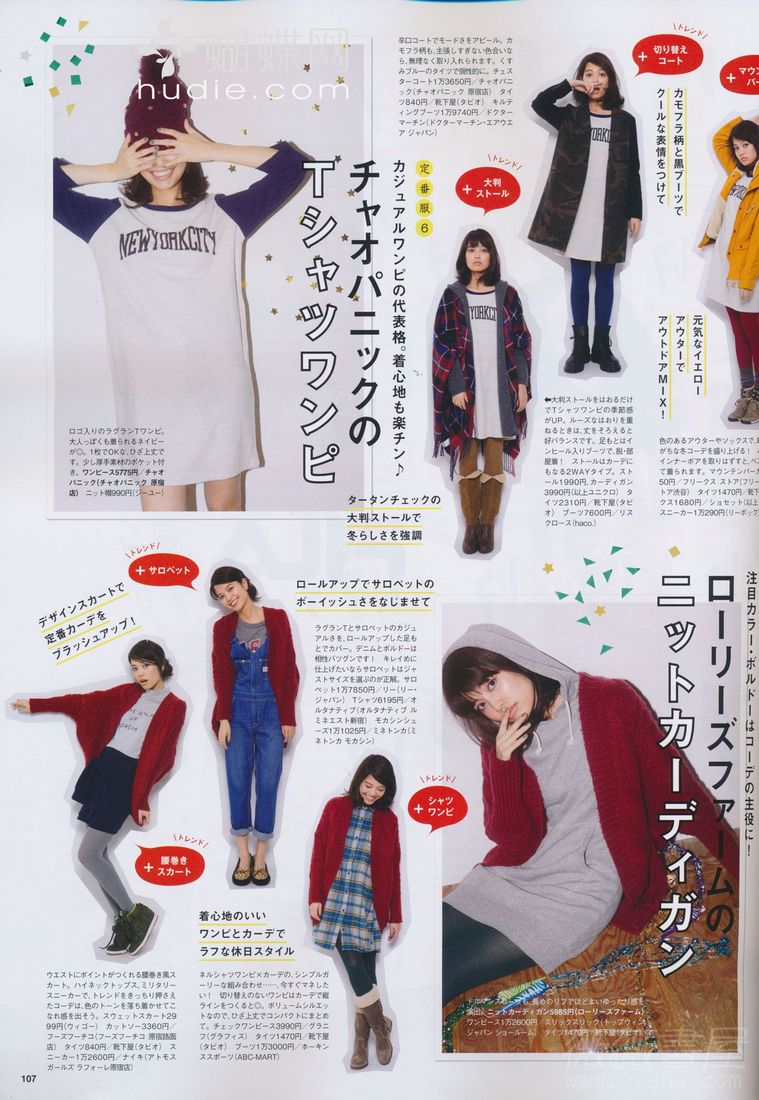 蝴蝶网
hudie.com
NEW YORK CITY
定番服6
カジュアルワンピの代表格。着心地も楽チン♪
チャオパニックの
Tシャツワンピ
ロゴ入りのラグランTワンピ。
大人っぽくも着られるネイビー
が◎。1枚でOKな、ひざ上丈で
す。少し厚手素材のポケット付
き。ワンピース5775円/チャオ
パニック(チャオパニック 原宿
店) ニット帽990円(ジーユー)
辛口コートでモードさをアピール。カ
モフラ柄も、主張しすぎない色合いな
ら、無理なく取り入れられます。くす
みブルーのタイツで個性的に。チェス
ターコート1万3650円/チャオパニ
ック(チャオパニック 原宿店) タイ
ツ840円/靴下屋(タビオ) キルティ
ングブーツ1万9740円/ドクター
マーチン(ドクターマーチン・エアウエ
ア ジャパン)
トレンド
+切り替え
コート
カモフラ柄と黒ブーツで
クールな表情をつけて
YORK
トレンド
+大判
ストール
YORKCITY
タータンチェックの
大判ストールで
冬らしさを強調
←大判ストールをはおるだけ
でTシャツワンピの季節感
がUP。ルーズなはおりを重
ねるときは、丈をそろえると
好バランスです。足もとはイ
ンヒール入りブーツで、脱・部
屋着! ストールはカーデに
もなる2WAYタイプ。スト
ール1990円、カーディガン
3990円(以上ユニクロ) タ
イツ2310円/靴下屋(タビ
オ) ブーツ7600円/リス
クロース(haco.)
トレンド
+マウン
パー
元気なイエロー
アウターで
アウトドアMIX!
色のあるアウターやソックスで、
がちな冬コーデを盛り上げ!
インナーボアを取りはずすと、ベ
て着られます。マウンテンパー
50円/フリークス ストア(フリー
ト渋谷) タイツ1470円/靴
クス1680円/ショセット(以上
スニーカー1万290円(リーボッ
トレンド
+サロペット
ロールアップでサロペットの
ボーイッシュさをなじませて
ラグランTとサロペットのカジュ
アルさを、ロールアップした足も
とでカバー。デニムとボルドーは
相性バツグンです! キレイめに
仕上げたいならサロペットはジャ
ストサイズを選ぶのが正解。サロ
ペット1万7850円/リー(リー・
ジャパン) Tシャツ6195円/オ
ルタナティブ(オルタナティブ ル
ミネエスト新宿) モカシンシュー
ズ1万1025円/ミネトンカ(ミ
ネトンカ モカシン)
デザインスカートで
定番カーデを
ブラッシュアップ!
トレンド
+腰巻き
スカート
ウエストにポイントがつくれる腰巻き風ス
カート。ハイネックトップス、ミリタリー
スニーカーで、トレンドをきっちり押さえ
たコーデは、色のトーンを落ち着かせてこ
なれ感を出そう。スウェットスカート29
99円(ウィゴー) カットソー3360円/
フーズフーチコ(フーズフーチコ 原宿路面
店) タイツ840円/靴下屋(タビオ) ス
ニーカー1万2600円/ナイキ(アトモス
ガールズ ラフォーレ原宿店)
トレンド
+シャツ
ワンピ
着心地のいい
ワンピとカーデで
ラフな休日スタイル
ネルシャツワンピ×カーデの、シンプルガ
ーリーな組み合わせ……、今すぐマネした
い! 切り替えのないワンピはカーデで縦
ラインをつくると◎。ボリュームシルエッ
トなので、ひざ丈上でコンパクトにまとめ
て。チェックワンピース3990円/グラニ
フ(グラフィス) タイツ1470円/靴下屋
(タビオ) ブーツ1万3000円/ホーキン
ススポーツ(ABC-MART)
注目カラー・ボルドーはコーデの主役に!
ローリーズファームの
ニットカーディガン
ドルマンスリーブも、長めのリブでほどよいゆったり感を
演出。ニットカーディガン5985円(ローリーズファーム)
ワンピース1万2600円/スリックスリック(トップウィン
ジャパン ショールーム) タイツ1470円/靴下屋(タビオ)
107